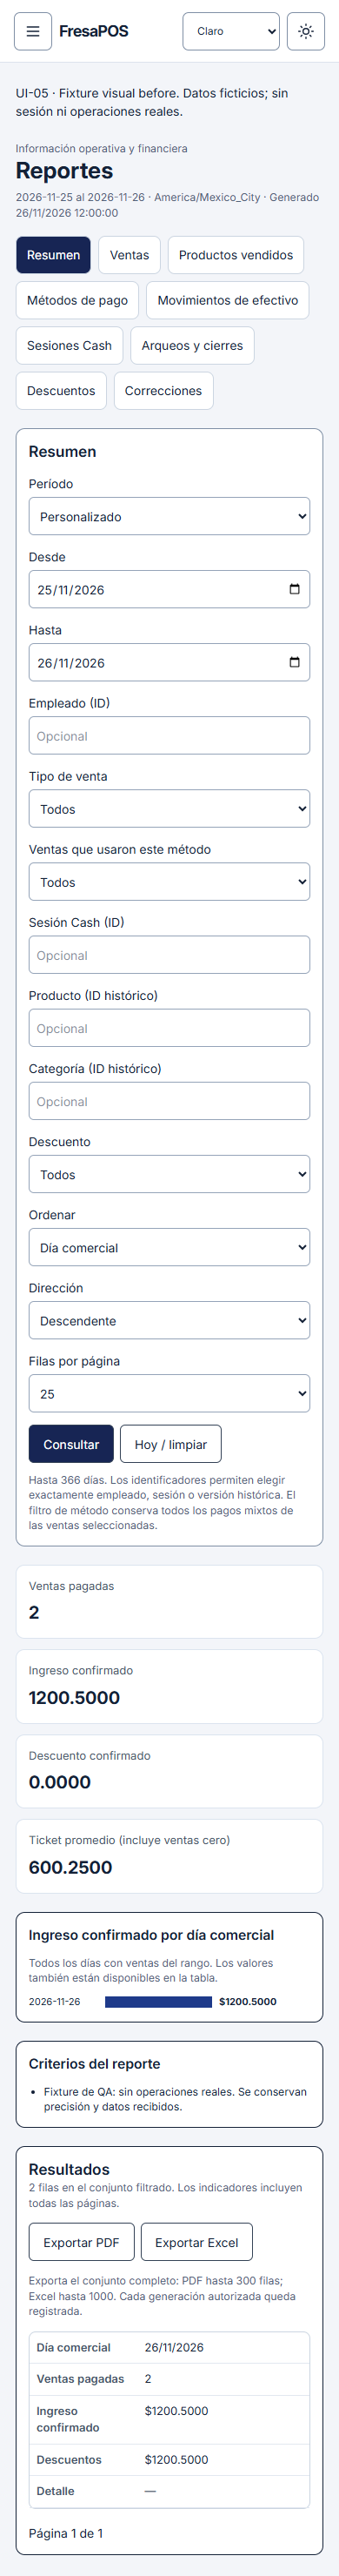 FresaPOS
Claro
UI-05 · Fixture visual before. Datos ficticios; sin
sesión ni operaciones reales.
Información operativa y financiera
Reportes
2026-11-25 al 2026-11-26 · America/Mexico_City · Generado
26/11/2026 12:00:00
Resumen
Ventas
Productos vendidos
Métodos de pago
Movimientos de efectivo
Sesiones Cash
Arqueos y cierres
Descuentos
Correcciones
Resumen
Período
Personalizado
Desde
25/11/2026
Hasta
26/11/2026
Empleado (ID)
Opcional
Tipo de venta
Todos
Ventas que usaron este método
Todos
Sesión Cash (ID)
Opcional
Producto (ID histórico)
Opcional
Categoría (ID histórico)
Opcional
Descuento
Todos
Ordenar
Día comercial
Dirección
Descendente
Filas por página
25
Consultar
Hoy / limpiar
Hasta 366 días. Los identificadores permiten elegir
exactamente empleado, sesión o versión histórica. El
filtro de método conserva todos los pagos mixtos de
las ventas seleccionadas.
Ventas pagadas
2
Ingreso confirmado
1200.5000
Descuento confirmado
0.0000
Ticket promedio (incluye ventas cero)
600.2500
Ingreso confirmado por día comercial
Todos los días con ventas del rango. Los valores
también están disponibles en la tabla.
2026-11-26 $1200.5000
Criterios del reporte
• Fixture de QA: sin operaciones reales. Se conservan
precisión y datos recibidos.
Resultados
2 filas en el conjunto filtrado. Los indicadores incluyen
todas las páginas.
Exportar PDF
Exportar Excel
Exporta el conjunto completo: PDF hasta 300 filas;
Excel hasta 1000. Cada generación autorizada queda
registrada.
Día comercial 26/11/2026
Ventas pagadas 2
Ingreso $1200.5000
confirmado
Descuentos $1200.5000
Detalle —
Página 1 de 1